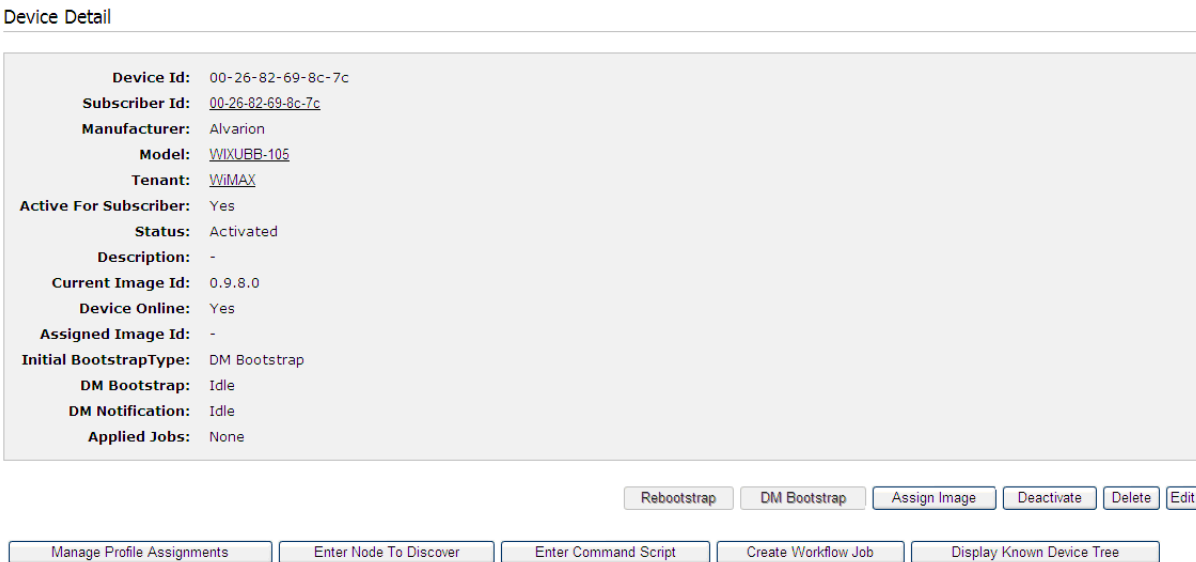 Device Detail
Device Id: 00-26-82-69-8c-7c
Subscriber Id: 00-26-82-69-8c-7c
Manufacturer: Alvarion
Model: WIXUBB-105
Tenant: WiMAX
Active For Subscriber: Yes
Status: Activated
Description: -
Current Image Id: 0.9.8.0
Device Online: Yes
Assigned Image Id: -
Initial BootstrapType: DM Bootstrap
DM Bootstrap: Idle
DM Notification: Idle
Applied Jobs: None
Rebootstrap DM Bootstrap Assign Image Deactivate Delete Edit
Manage Profile Assignments Enter Node To Discover Enter Command Script Create Workflow Job Display Known Device Tree